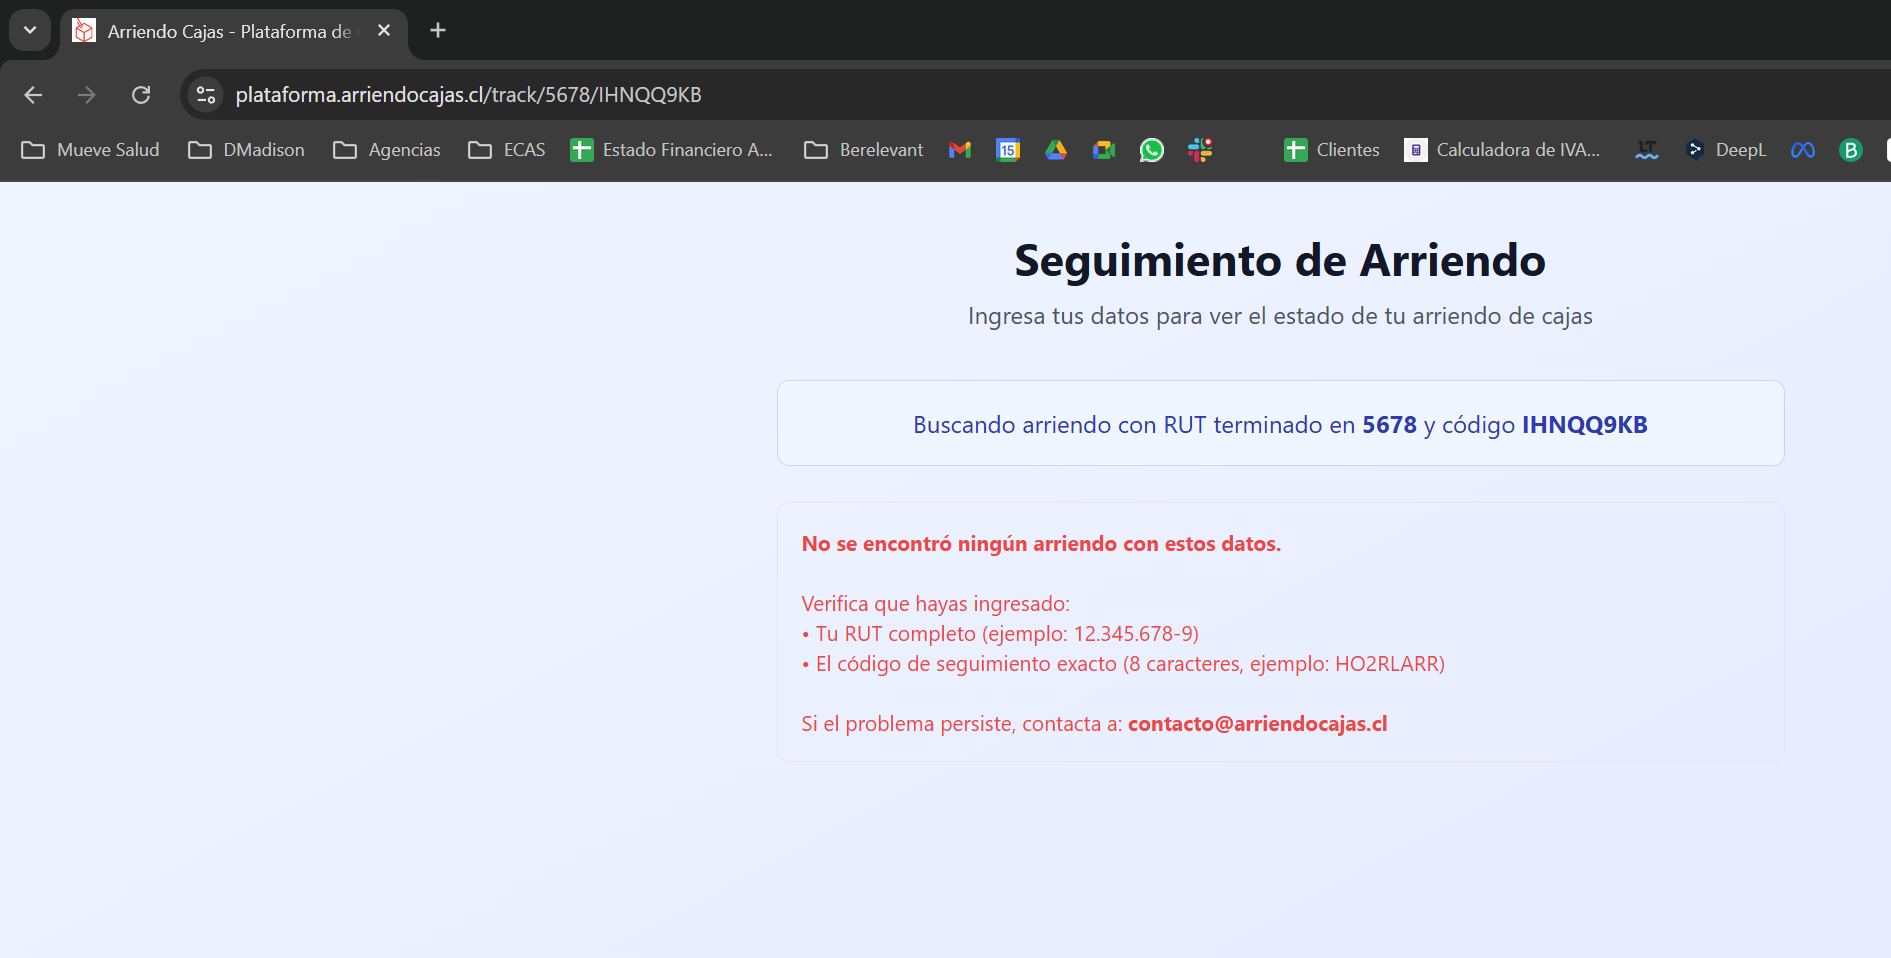 Arriendo Cajas - Plataforma de
plataforma.arriendocajas.cl/track/5678/IHNQQ9KB
Mueve Salud
DMadison
Agencias
ECAS
Estado Financiero A...
Berelevant
15
Clientes
Calculadora de IVA...
LT
DeepL
B
Seguimiento de Arriendo
Ingresa tus datos para ver el estado de tu arriendo de cajas
Buscando arriendo con RUT terminado en 5678 y código IHNQQ9KB
No se encontró ningún arriendo con estos datos.
Verifica que hayas ingresado:
• Tu RUT completo (ejemplo: 12.345.678-9)
• El código de seguimiento exacto (8 caracteres, ejemplo: HO2RLARR)
Si el problema persiste, contacta a: contacto@arriendocajas.cl